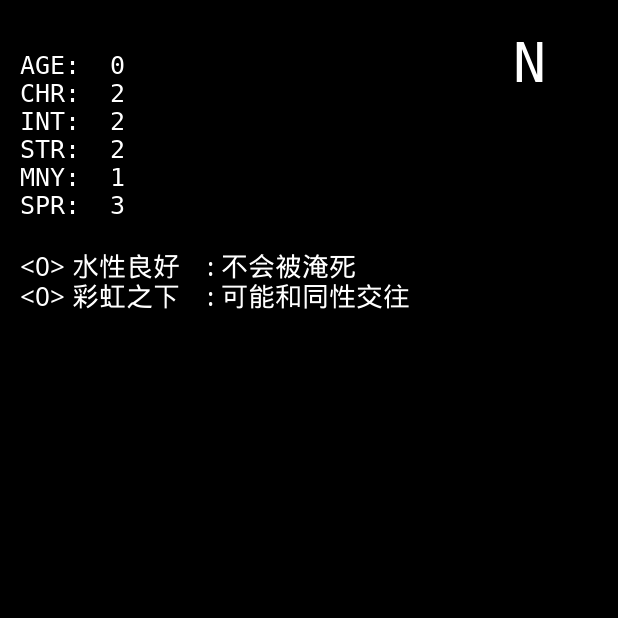 N
AGE: 0
CHR: 2
INT: 2
STR: 2
MNY: 1
SPR: 3
<O> 水性良好 :不会被淹死
<O> 彩虹之下 :可能和同性交往